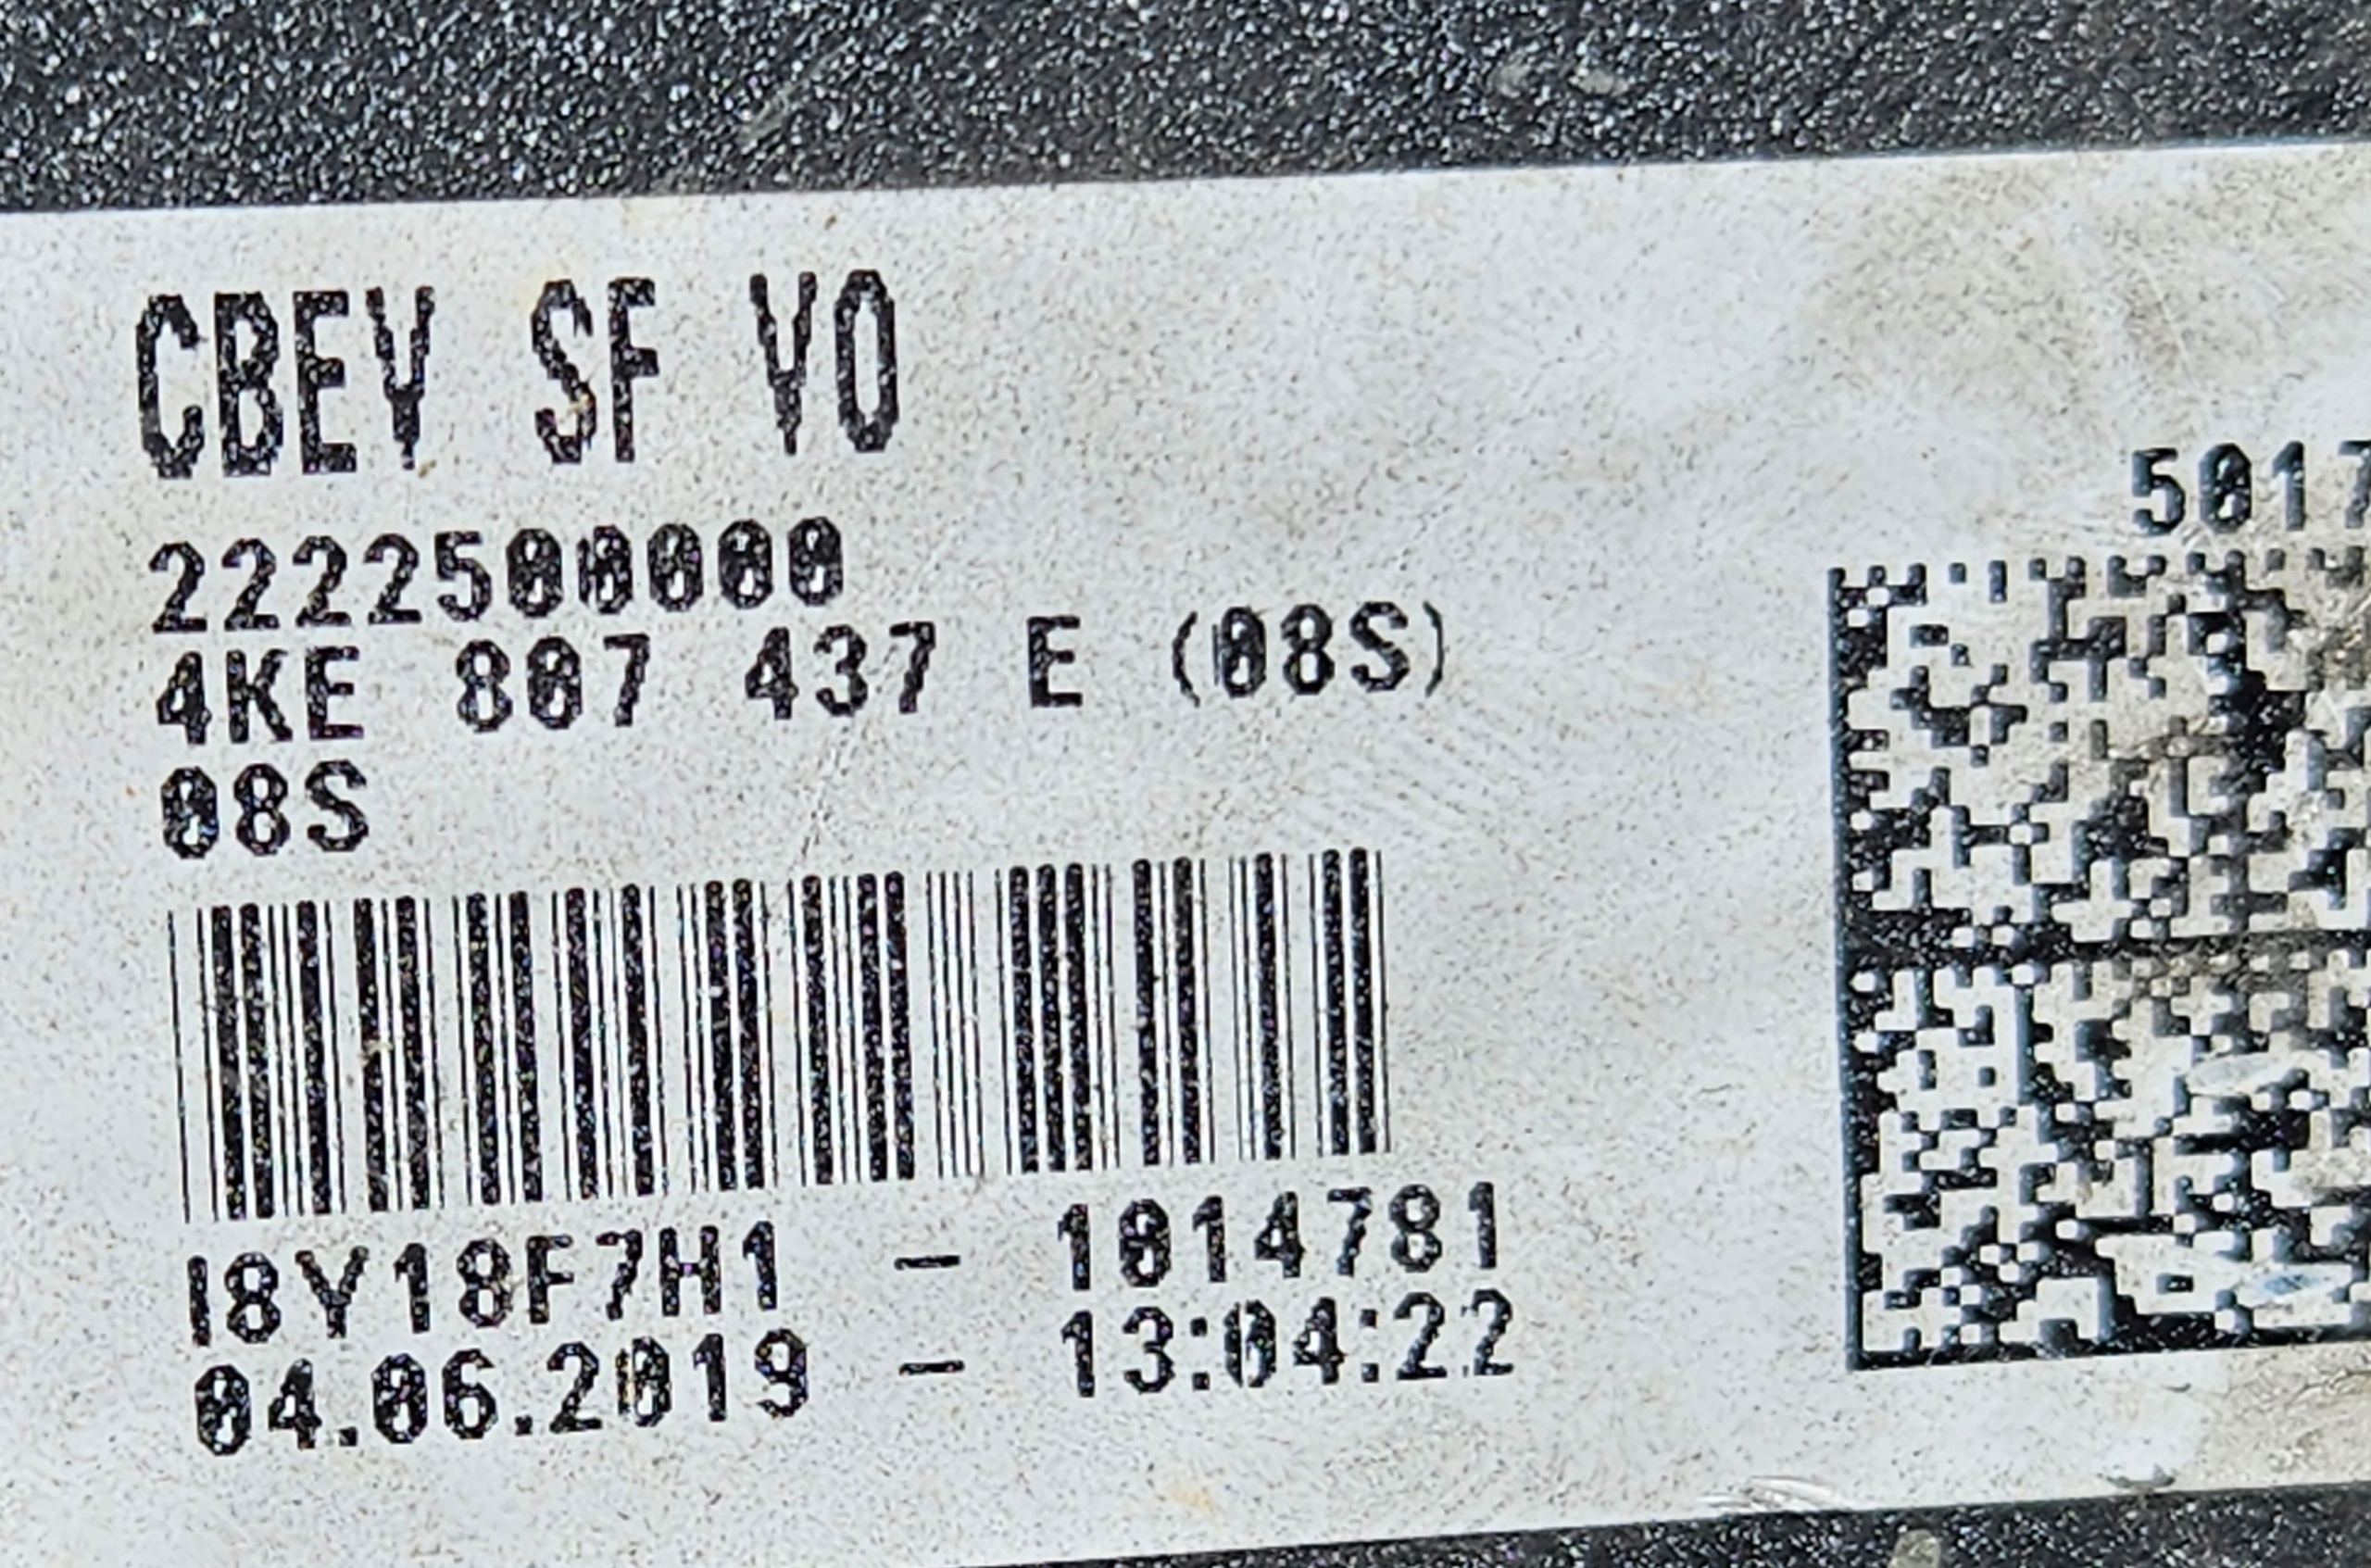 CBEV SF VO
2222500000
4KE 807 437 E (08S)
08S
I8Y18F7H1 - 1014781
04.06.2019 - 13:04:22
5017